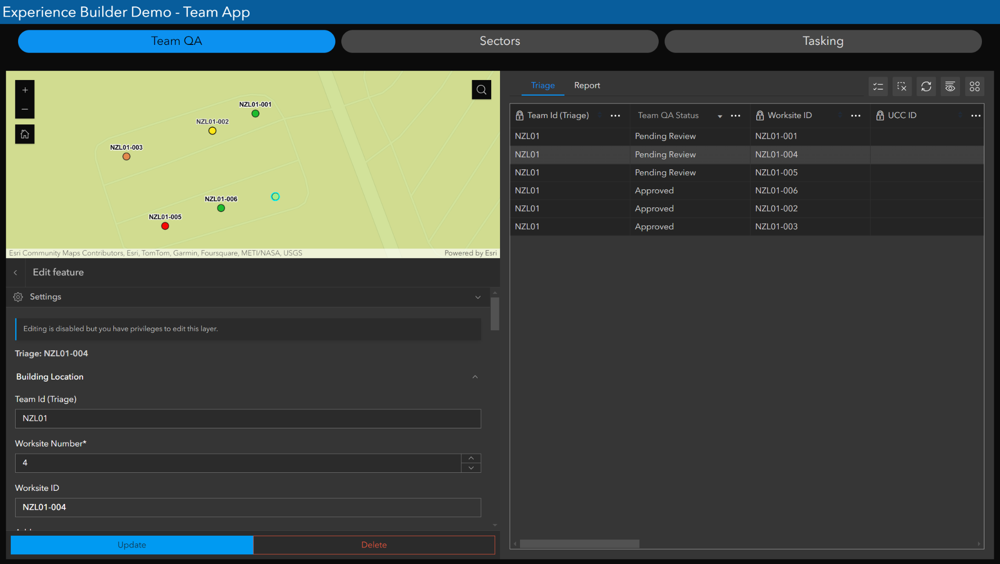 Experience Builder Demo - Team App
Team QA
Sectors
Tasking
NZL01-001
NZL01-002
NZL01-003
NZL01-006
NZL01-005
Esri Community Maps Contributors, Esri, TomTom, Garmin, Foursquare, METI/NASA, USGS
Powered by Esri
Edit feature
Settings
Editing is disabled but you have privileges to edit this layer.
Triage: NZL01-004
Building Location
Team Id (Triage)
NZL01
Worksite Number*
4
Worksite ID
NZL01-004
Update
Delete
Triage
Report
Team Id (Triage)
Team QA Status
Worksite ID
UCC ID
NZL01 Pending Review NZL01-001
NZL01 Pending Review NZL01-004
NZL01 Pending Review NZL01-005
NZL01 Approved NZL01-006
NZL01 Approved NZL01-002
NZL01 Approved NZL01-003